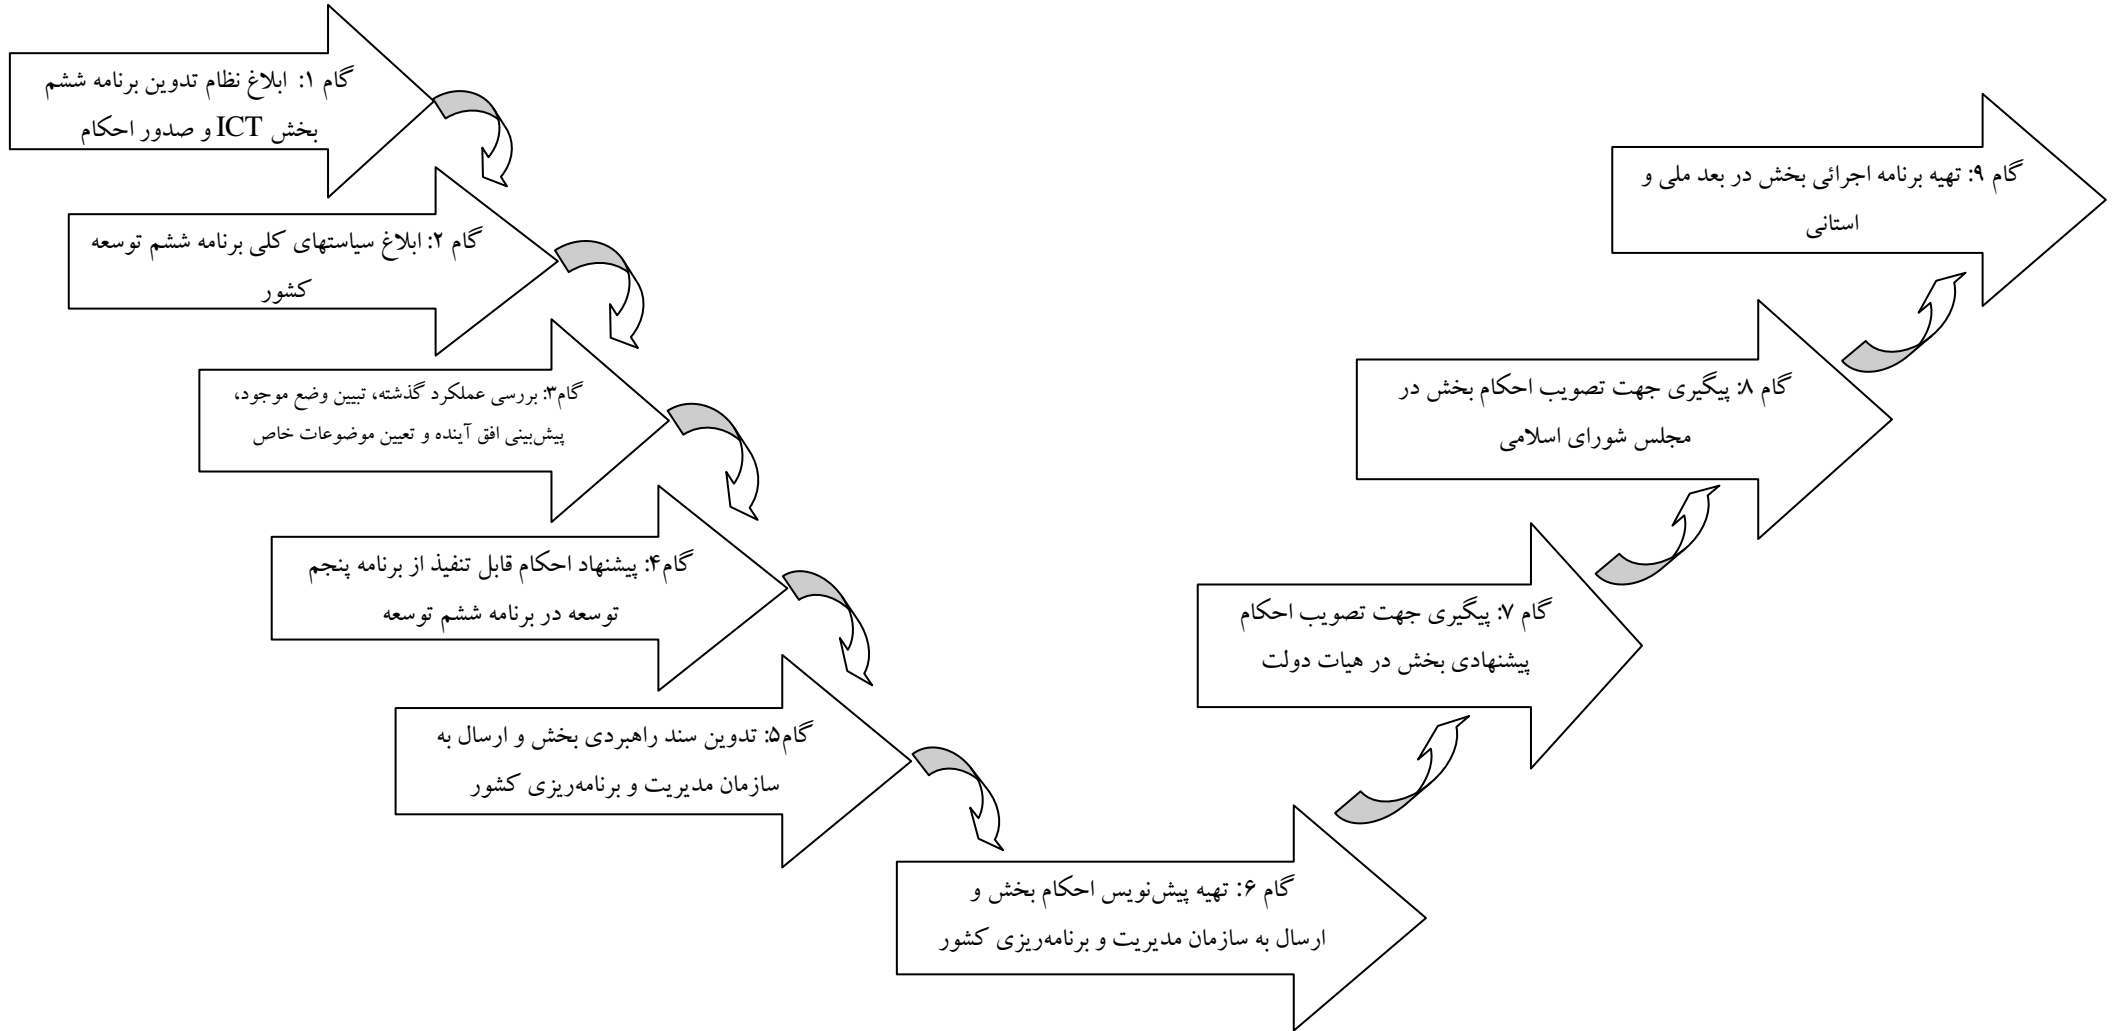 گام ۱: ابلاغ نظام تدوین برنامه ششم
بخش ICT و صدور احکام
گام ۲: ابلاغ سیاستهای کلی برنامه ششم توسعه
کشور
گام۳: بررسی عملکرد گذشته، تبیین وضع موجود،
پیش‌بینی افق آینده و تعیین موضوعات خاص
گام۴: پیشنهاد احکام قابل تنفیذ از برنامه پنجم
توسعه در برنامه ششم توسعه
گام۵: تدوین سند راهبردی بخش و ارسال به
سازمان مدیریت و برنامه‌ریزی کشور
گام ۶: تهیه پیش‌نویس احکام بخش و
ارسال به سازمان مدیریت و برنامه‌ریزی کشور
گام ۷: پیگیری جهت تصویب احکام
پیشنهادی بخش در هیات دولت
گام ۸: پیگیری جهت تصویب احکام بخش در
مجلس شورای اسلامی
گام ۹: تهیه برنامه اجرائی بخش در بعد ملی و
استانی